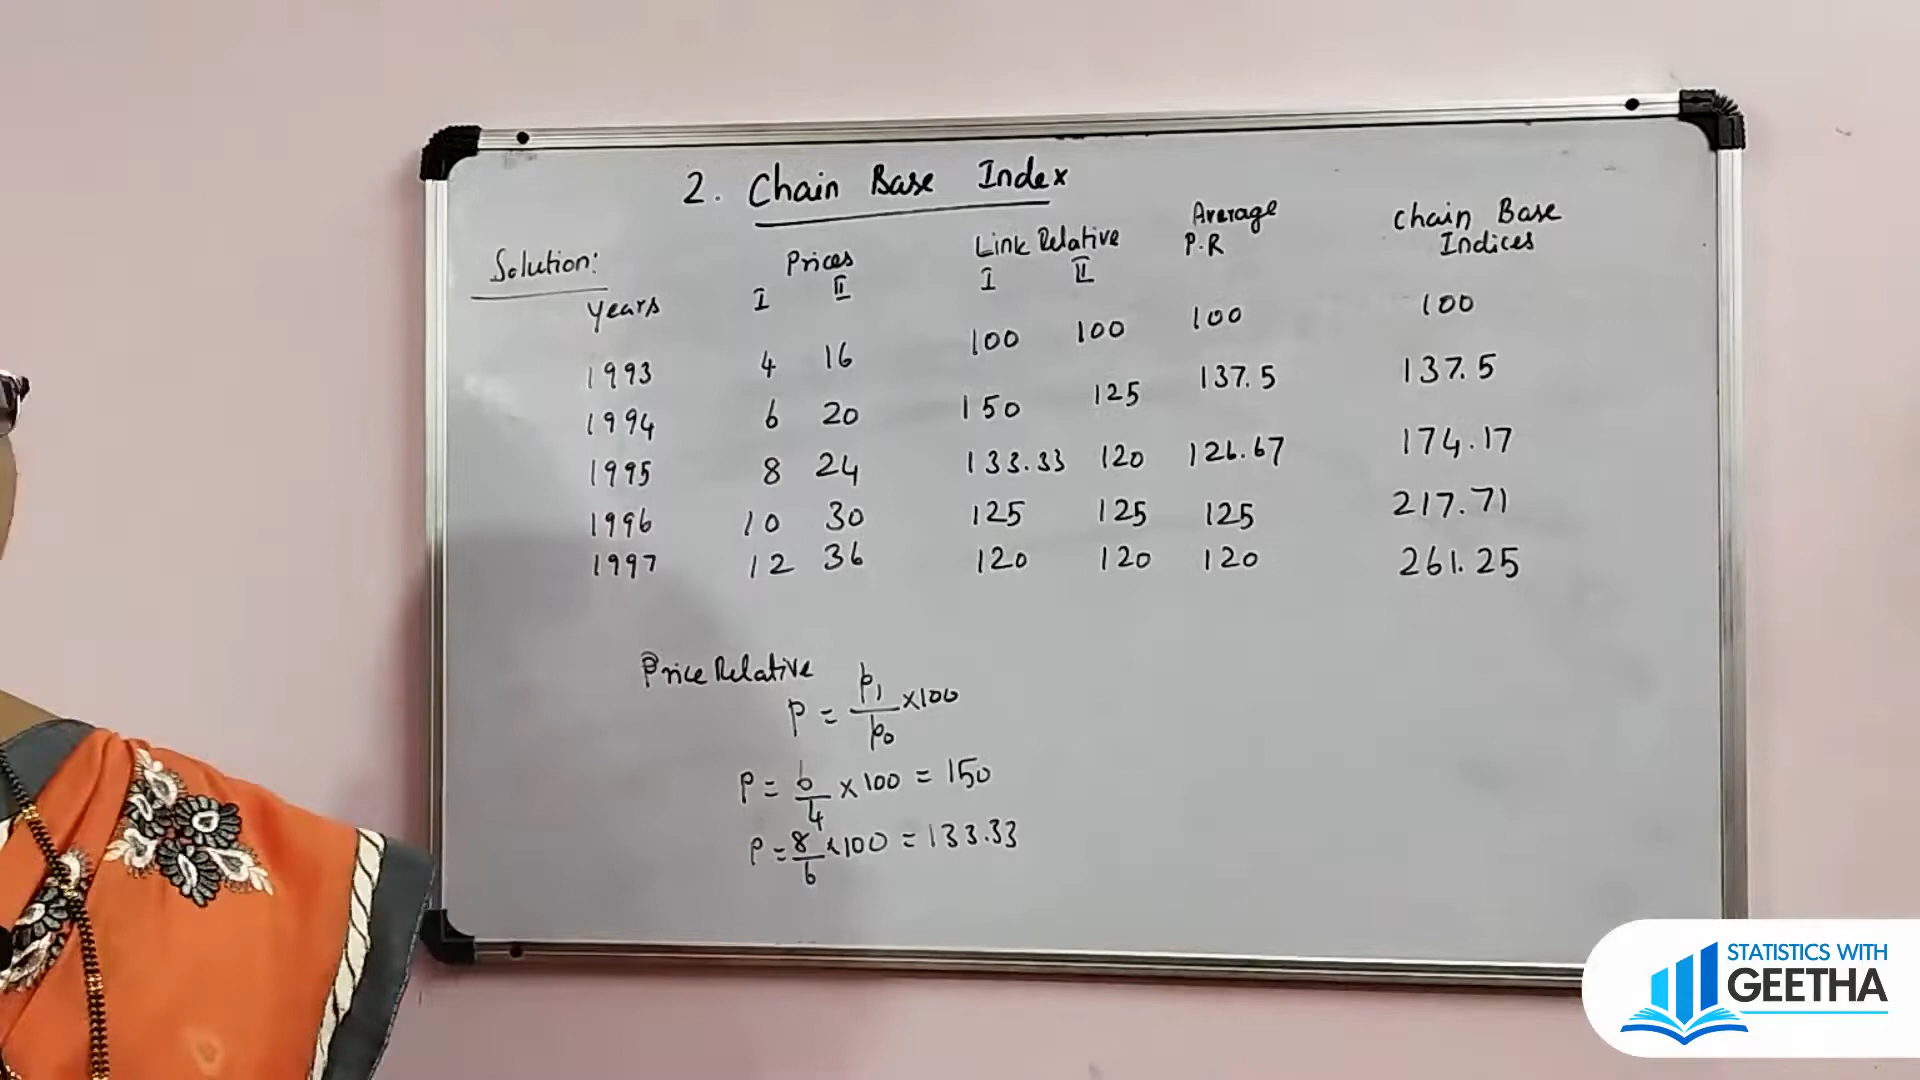 2. Chain Base Index
Solution:
Years Prices Link Relative Average P.R Chain Base Indices
I II I II
1993 4 16 100 100 100 100
1994 6 20 150 125 137.5 137.5
1995 8 24 133.33 120 126.67 174.17
1996 10 30 125 125 125 217.71
1997 12 36 120 120 120 261.25
Price Relative
P = p1/p0 ×100
P = 6/4 × 100 = 150
P = 8/6 × 100 = 133.33
STATISTICS WITH
GEETHA